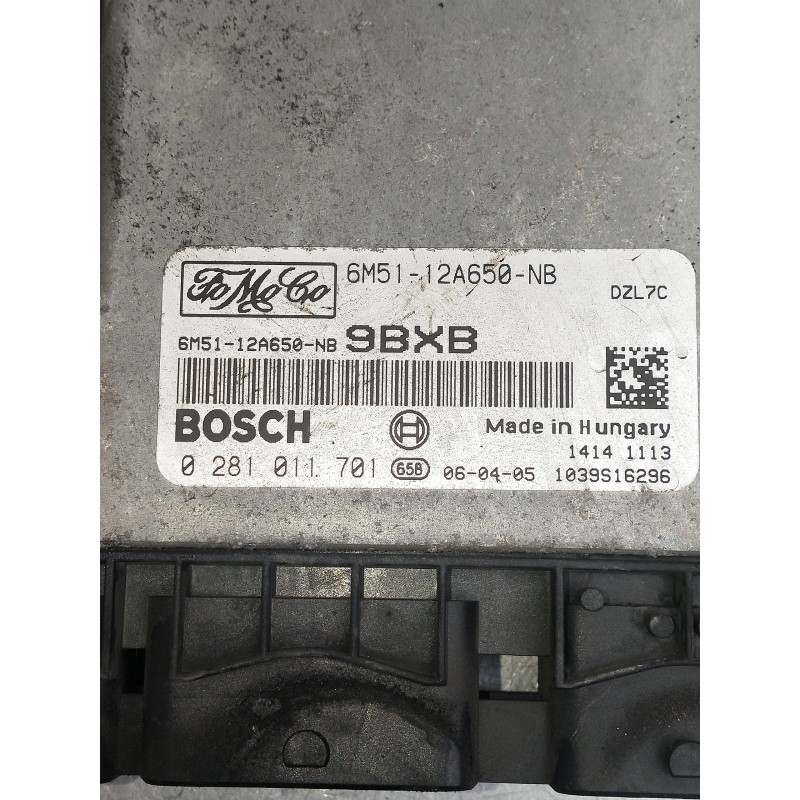 FoMoCo 6M51-12A650-NB DZL7C
6M51-12A650-NB 9BXB
BOSCH Made in Hungary
1414 1113
0 281 011 701 65B 06-04-05 1039S16296